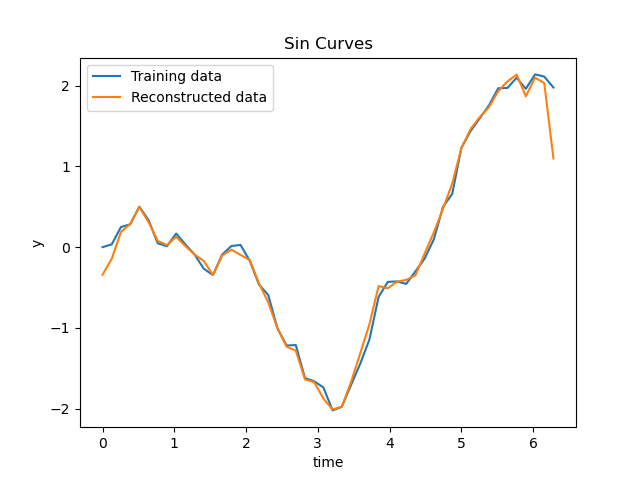 Sin Curves
Training data
Reconstructed data
y
2
1
0
−1
−2
0 1 2 3 4 5 6
time